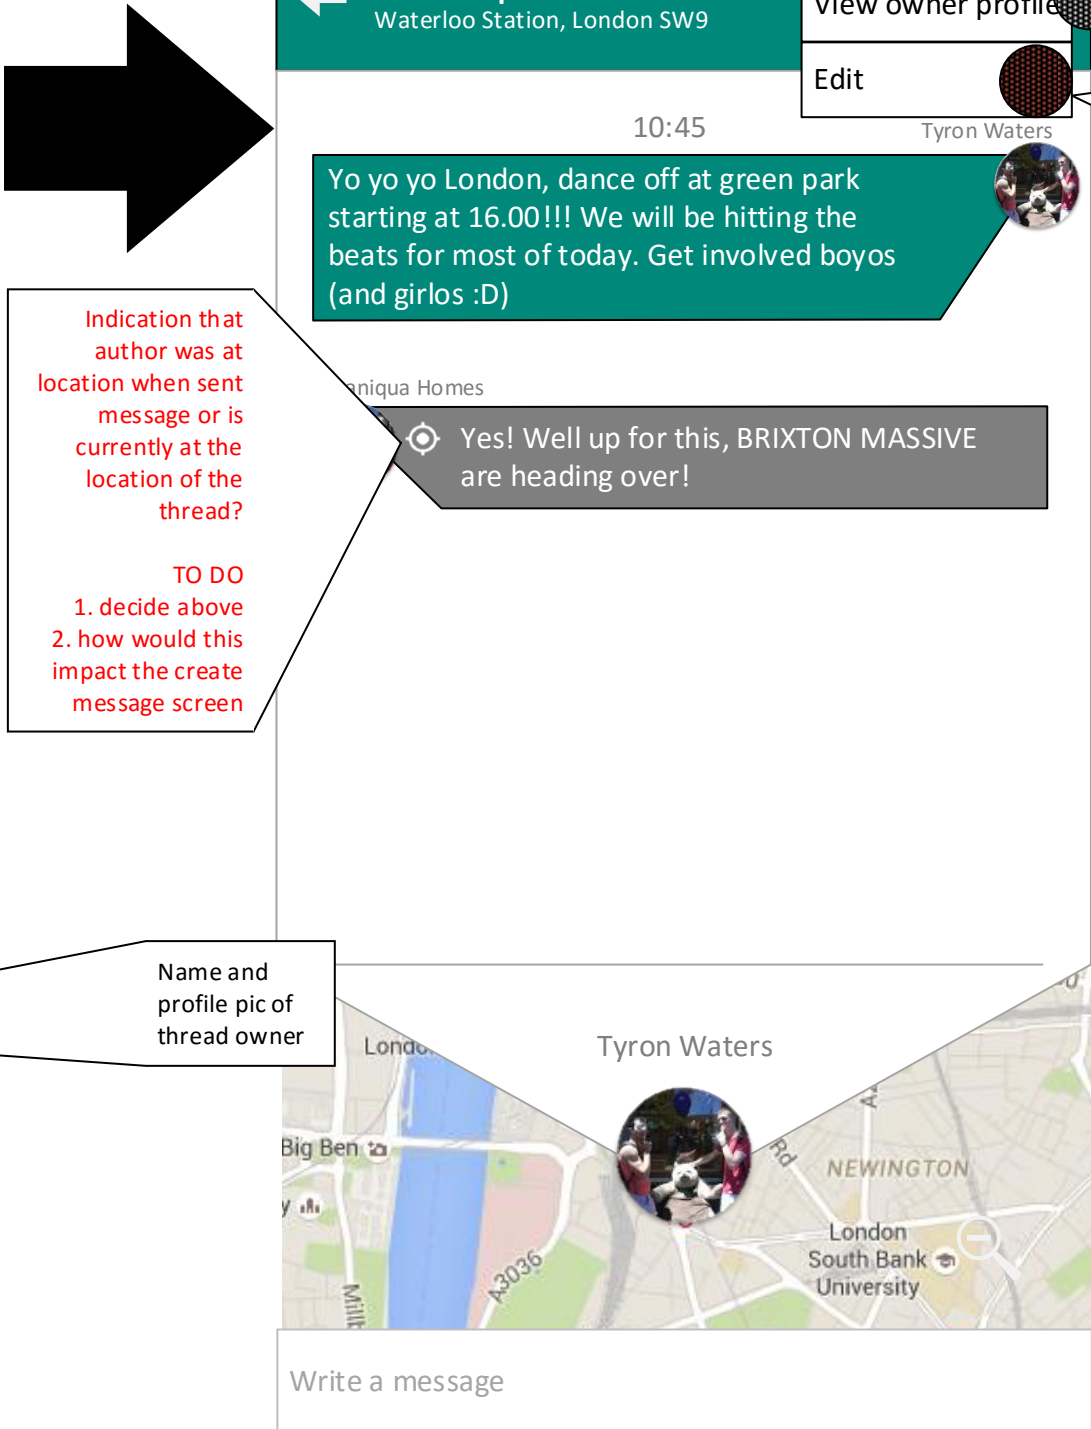 Waterloo Station, London SW9
View owner profile
Edit
10:45
Tyron Waters
Yo yo yo London, dance off at green park
starting at 16.00!!! We will be hitting the
beats for most of today. Get involved boyos
(and girlos :D)
Indication that
author was at
location when sent
message or is
currently at the
location of the
thread?
TO DO
1. decide above
2. how would this
impact the create
message screen
aniqua Homes
Yes! Well up for this, BRIXTON MASSIVE
are heading over!
Name and
profile pic of
thread owner
Tyron Waters
Big Ben
Rd
NEWINGTON
London
South Bank
University
A3036
Write a message